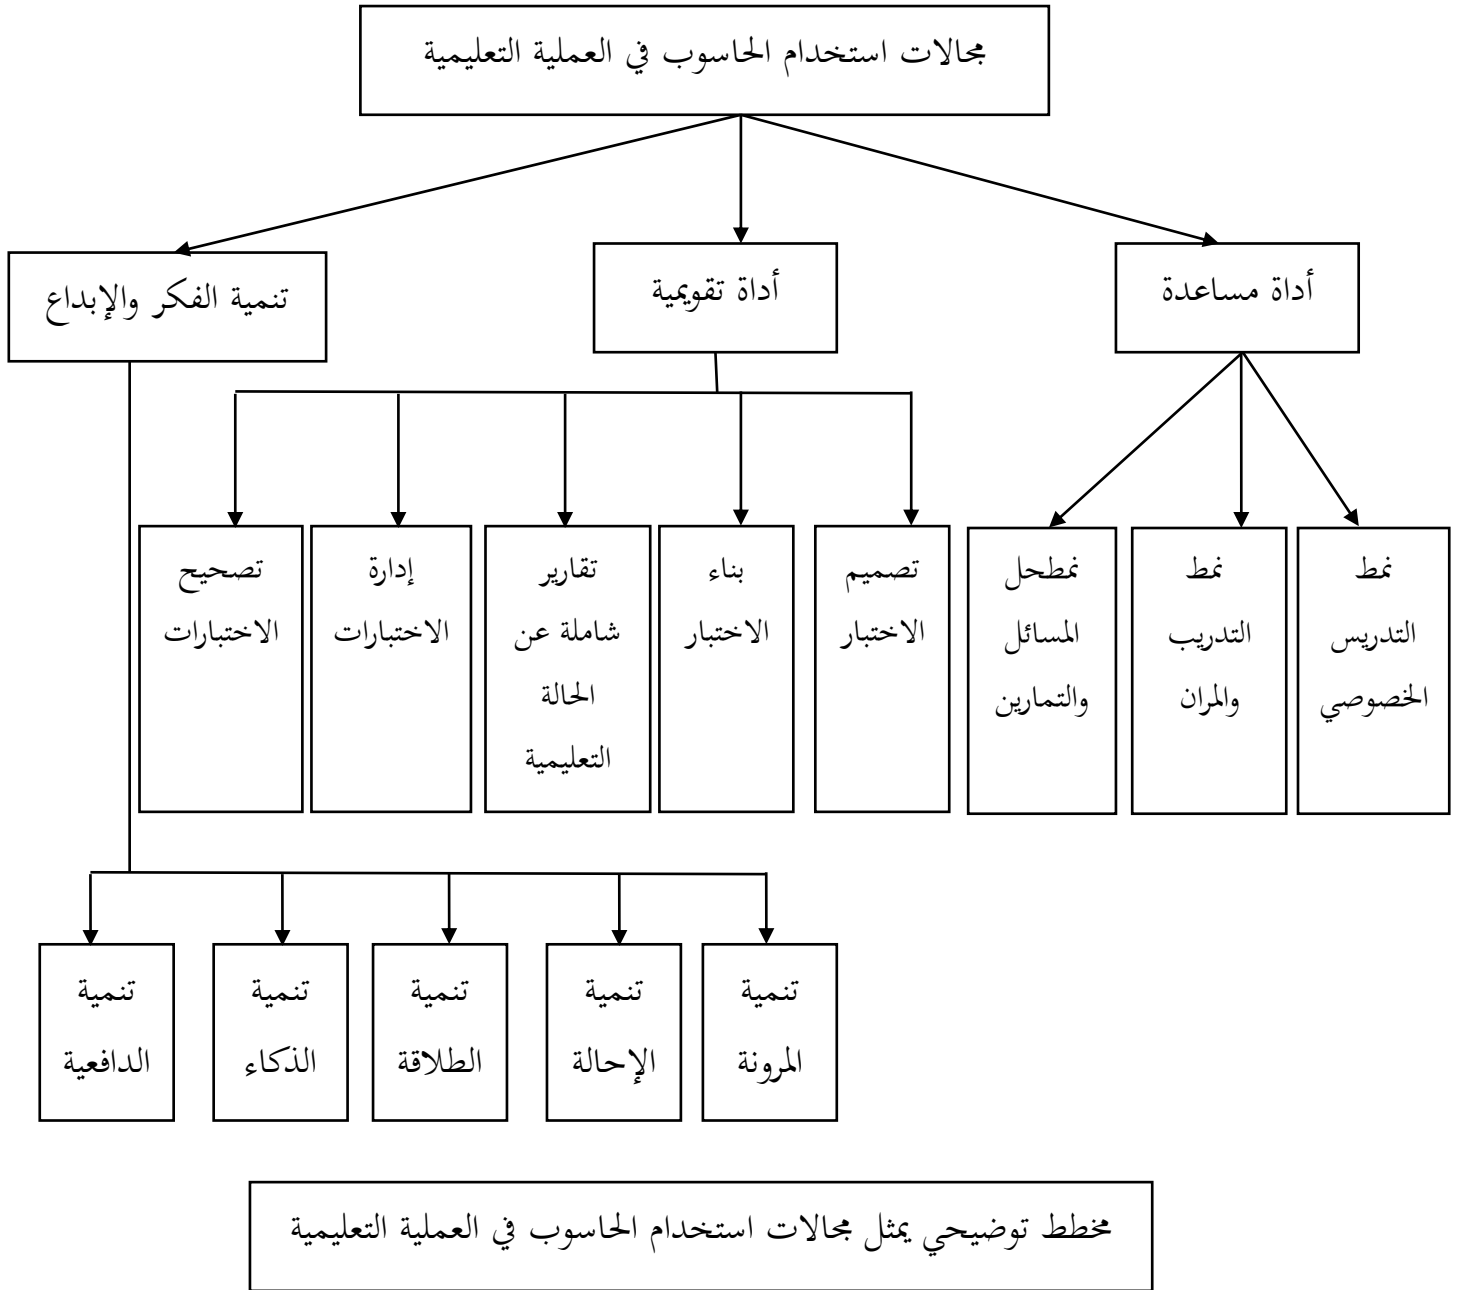 مجالات استخدام الحاسوب في العملية التعليمية
أداة مساعدة
أداة تقويمية
تنمية الفكر والإبداع
نمط
التدريس
الخصوصي
نمط
التدريب
والمران
نمطحل
المسائل
والتمارين
تصميم
الاختبار
بناء
الاختبار
تقارير
شاملة عن
الحالة
التعليمية
إدارة
الاختبارات
تصحيح
الاختبارات
تنمية
المرونة
تنمية
الإحالة
تنمية
الطلاقة
تنمية
الذكاء
تنمية
الدافعية
مخطط توضيحي يمثل مجالات استخدام الحاسوب في العملية التعليمية